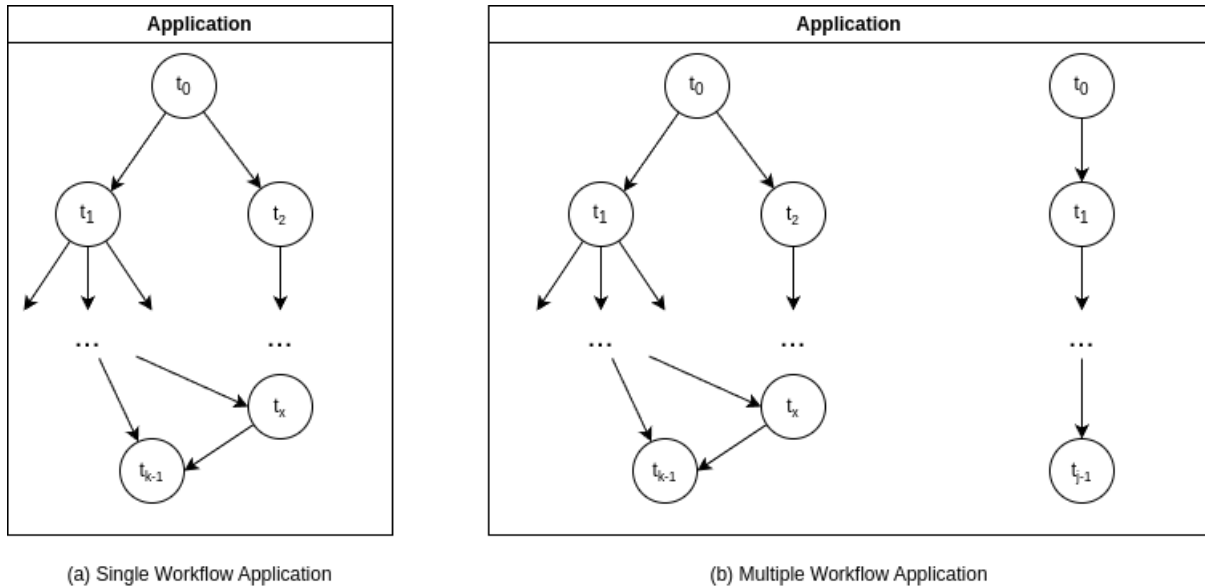 Application
t0
t1
t2
...
...
tx
tk-1
(a) Single Workflow Application
Application
t0
t0
t1
t2
t1
...
...
...
tx
tk-1
tj-1
(b) Multiple Workflow Application